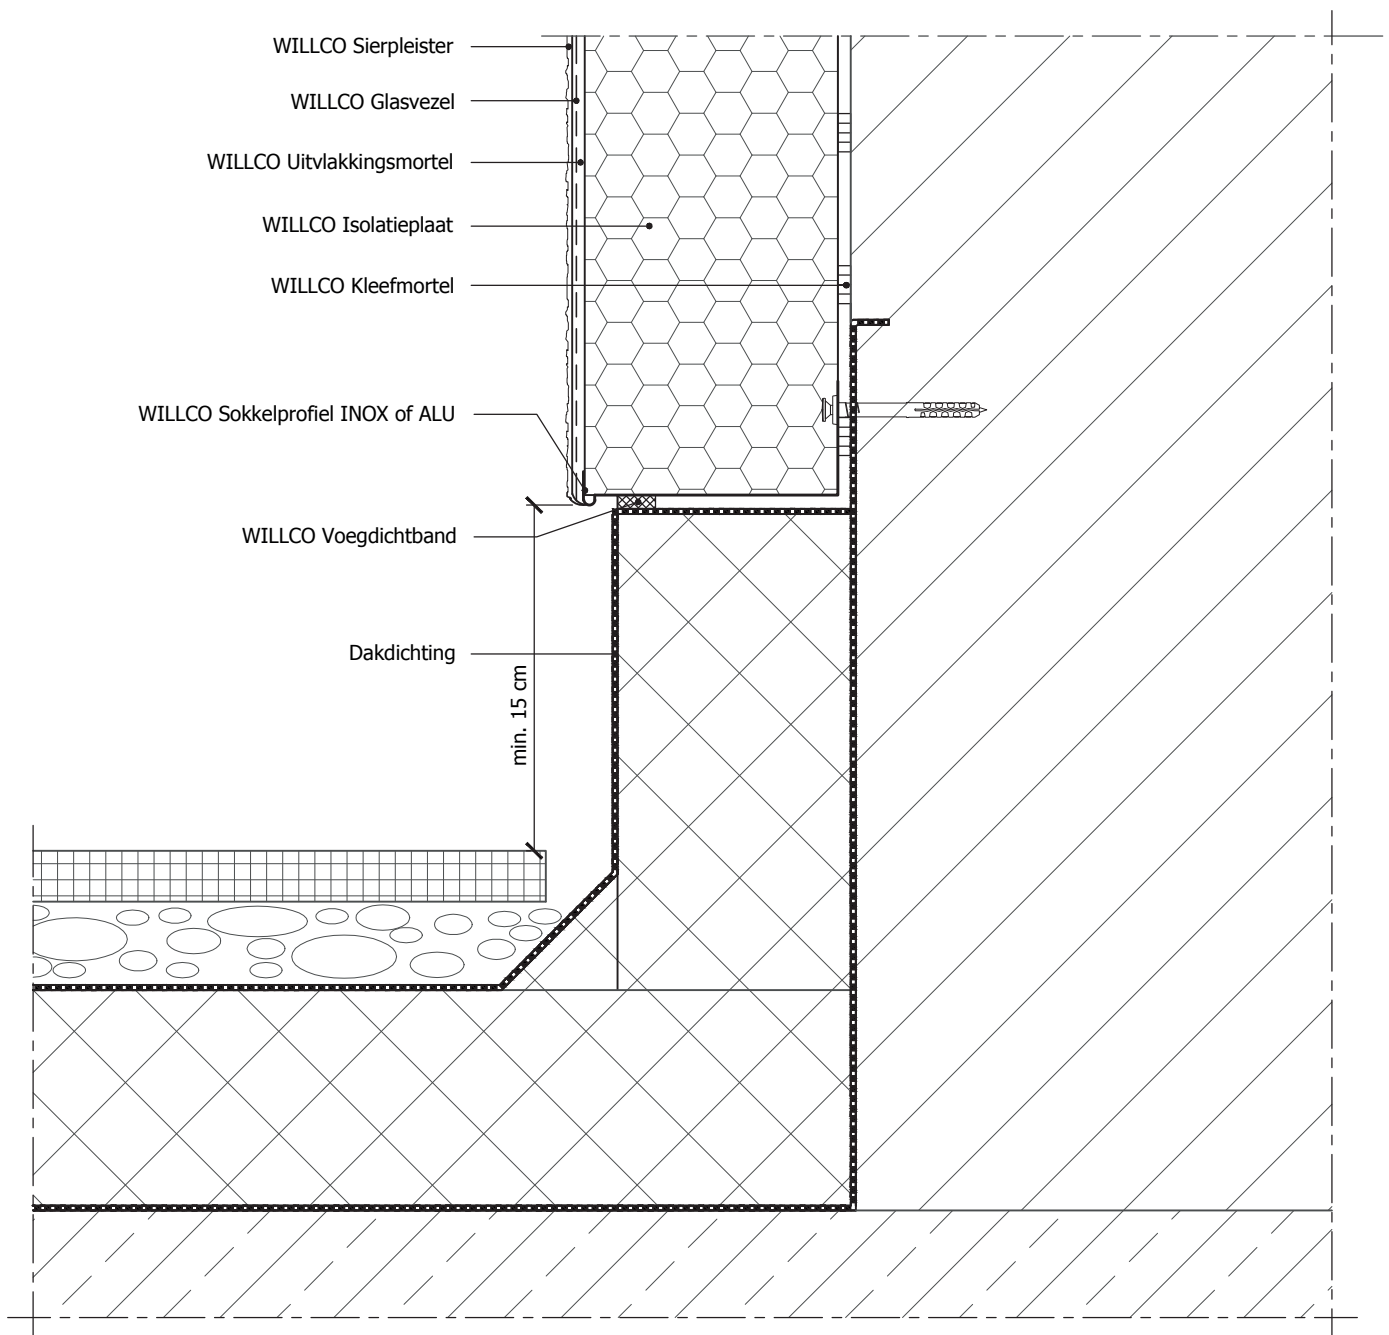 WILLCO Sierpleister
WILLCO Glasvezel
WILLCO Uitvlakkingsmortel
WILLCO Isolatieplaat
WILLCO Kleefmortel
WILLCO Sokkelprofiel INOX of ALU
WILLCO Voegdichtband
Dakdichting
min. 15 cm